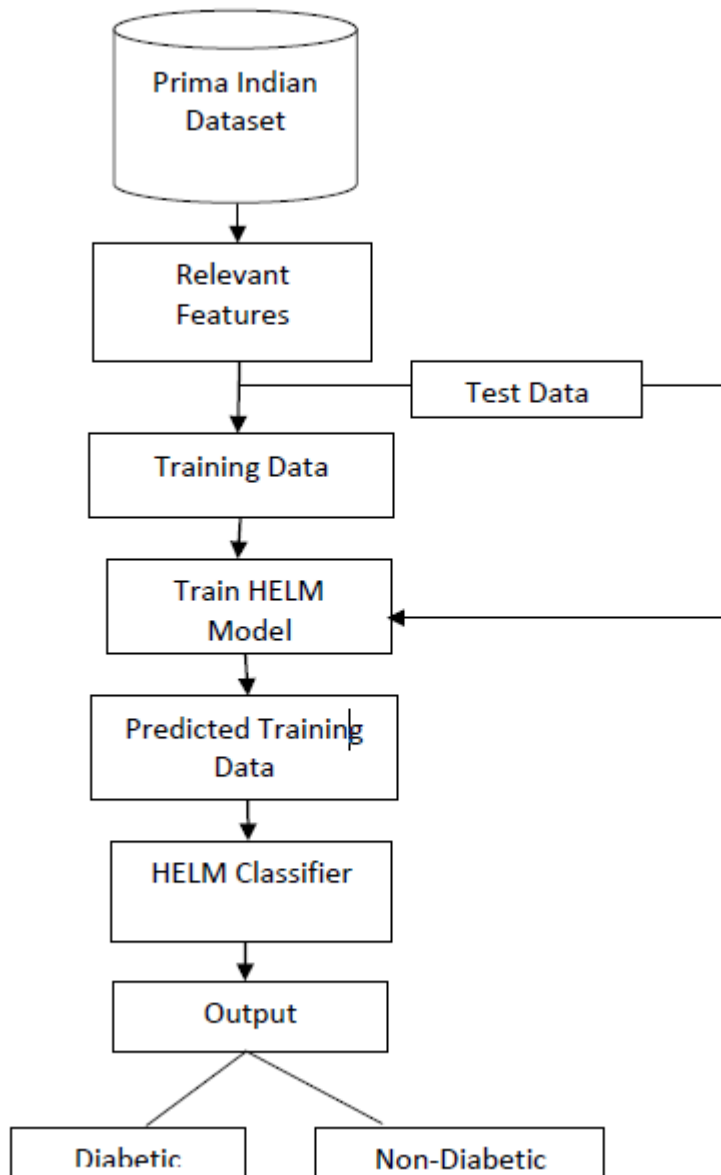 Prima Indian
Dataset
Relevant
Features
Test Data
Training Data
Train HELM
Model
Predicted Training
Data
HELM Classifier
Output
Diabetic
Non-Diabetic